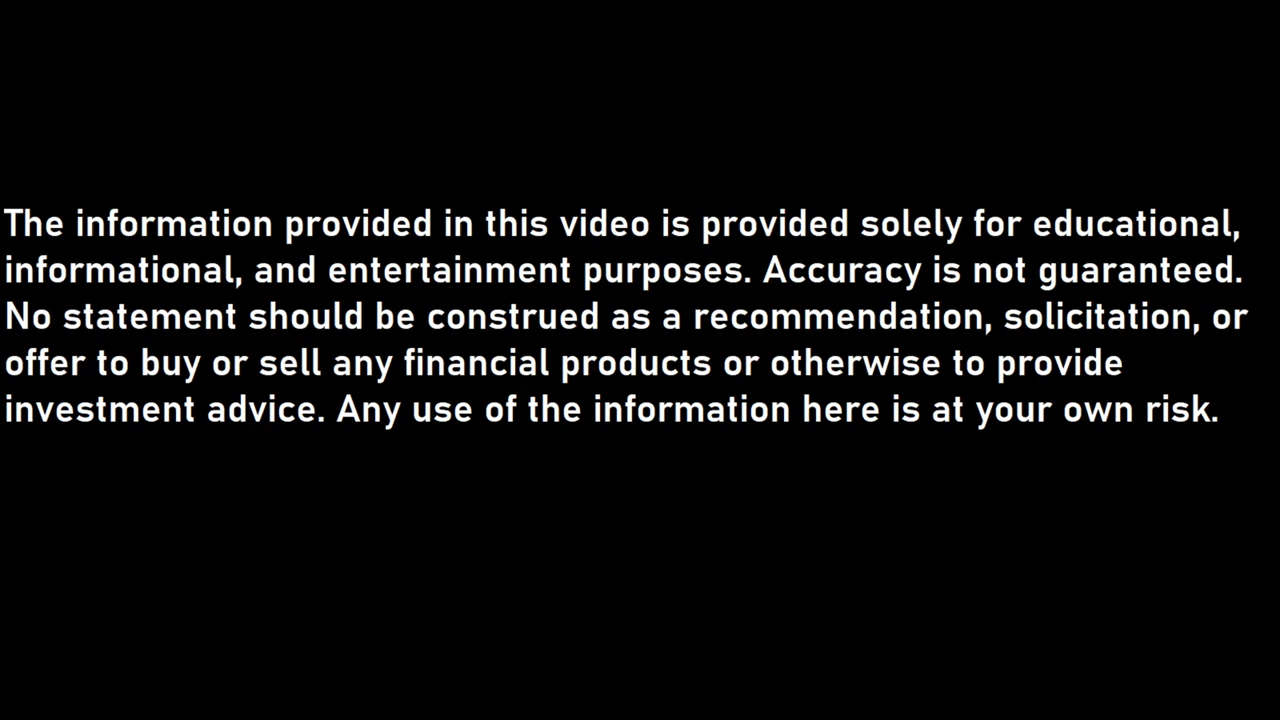 The information provided in this video is provided solely for educational,
informational, and entertainment purposes. Accuracy is not guaranteed.
No statement should be construed as a recommendation, solicitation, or
offer to buy or sell any financial products or otherwise to provide
investment advice. Any use of the information here is at your own risk.